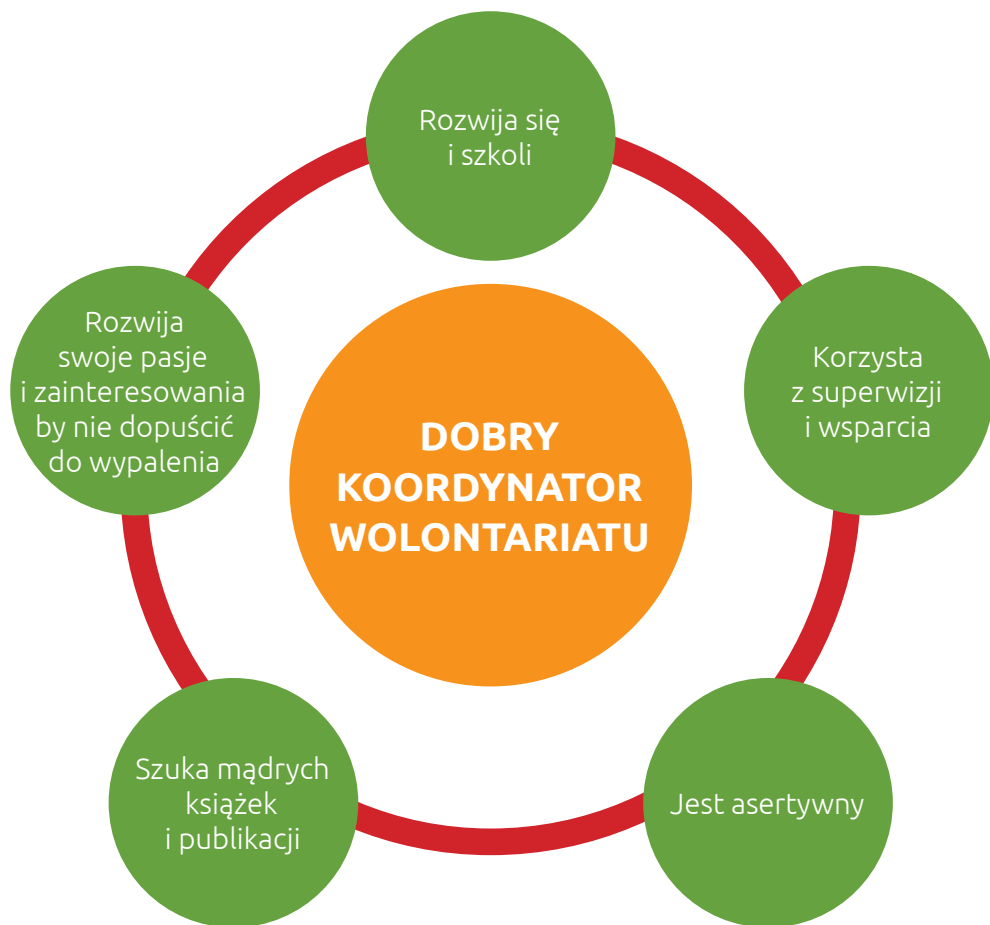 Rozwija się
i szkoli
Korzysta
z superwizji
i wsparcia
Jest asertywny
Szuka mądrych
książek
i publikacji
Rozwija
swoje pasje
i zainteresowania
by nie dopuścić
do wypalenia
DOBRY
KOORDYNATOR
WOLONTARIATU